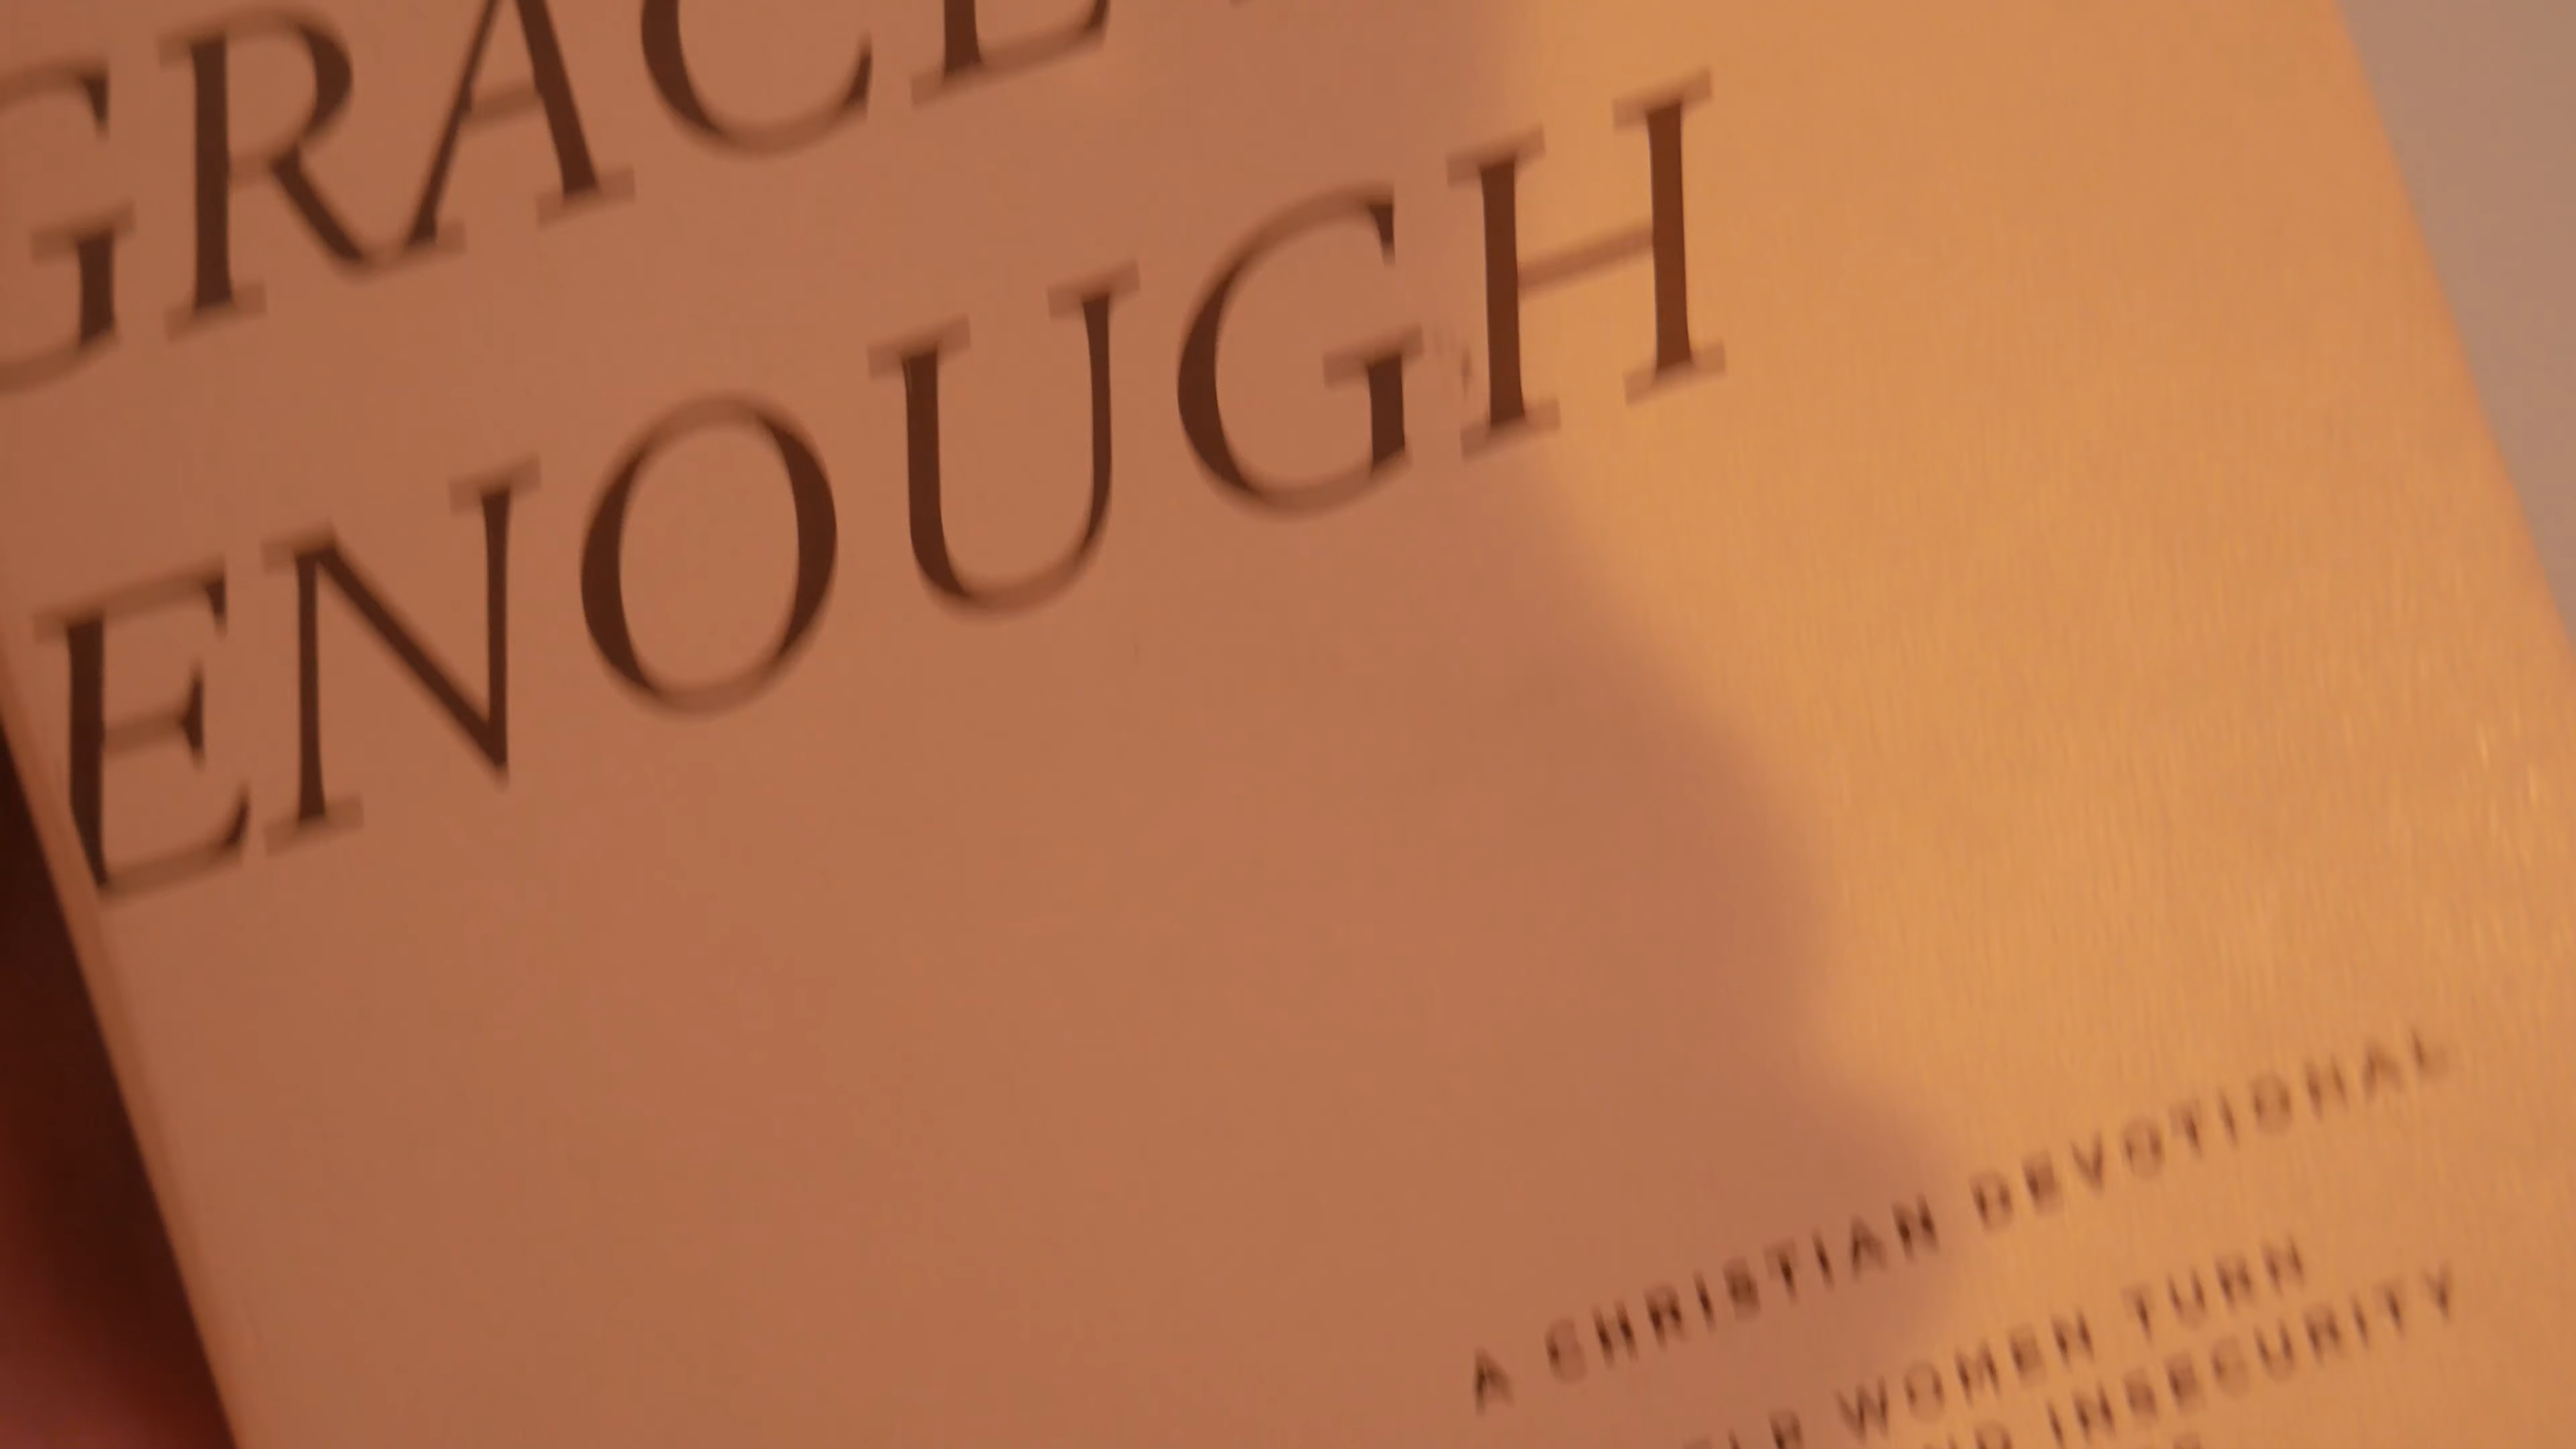 GRACE
ENOUGH
A CHRISTIAN DEVOTIONAL
WOMEN TURN
INSECURITY